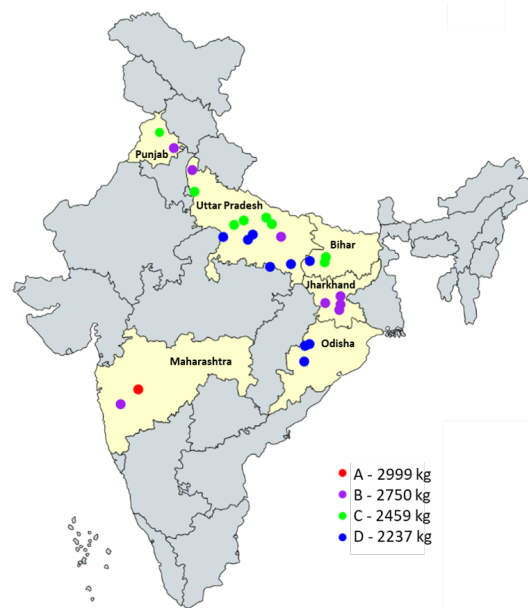 Punjab
Uttar Pradesh
Bihar
Jharkhand
Odisha
Maharashtra
A - 2999 kg
B - 2750 kg
C - 2459 kg
D - 2237 kg